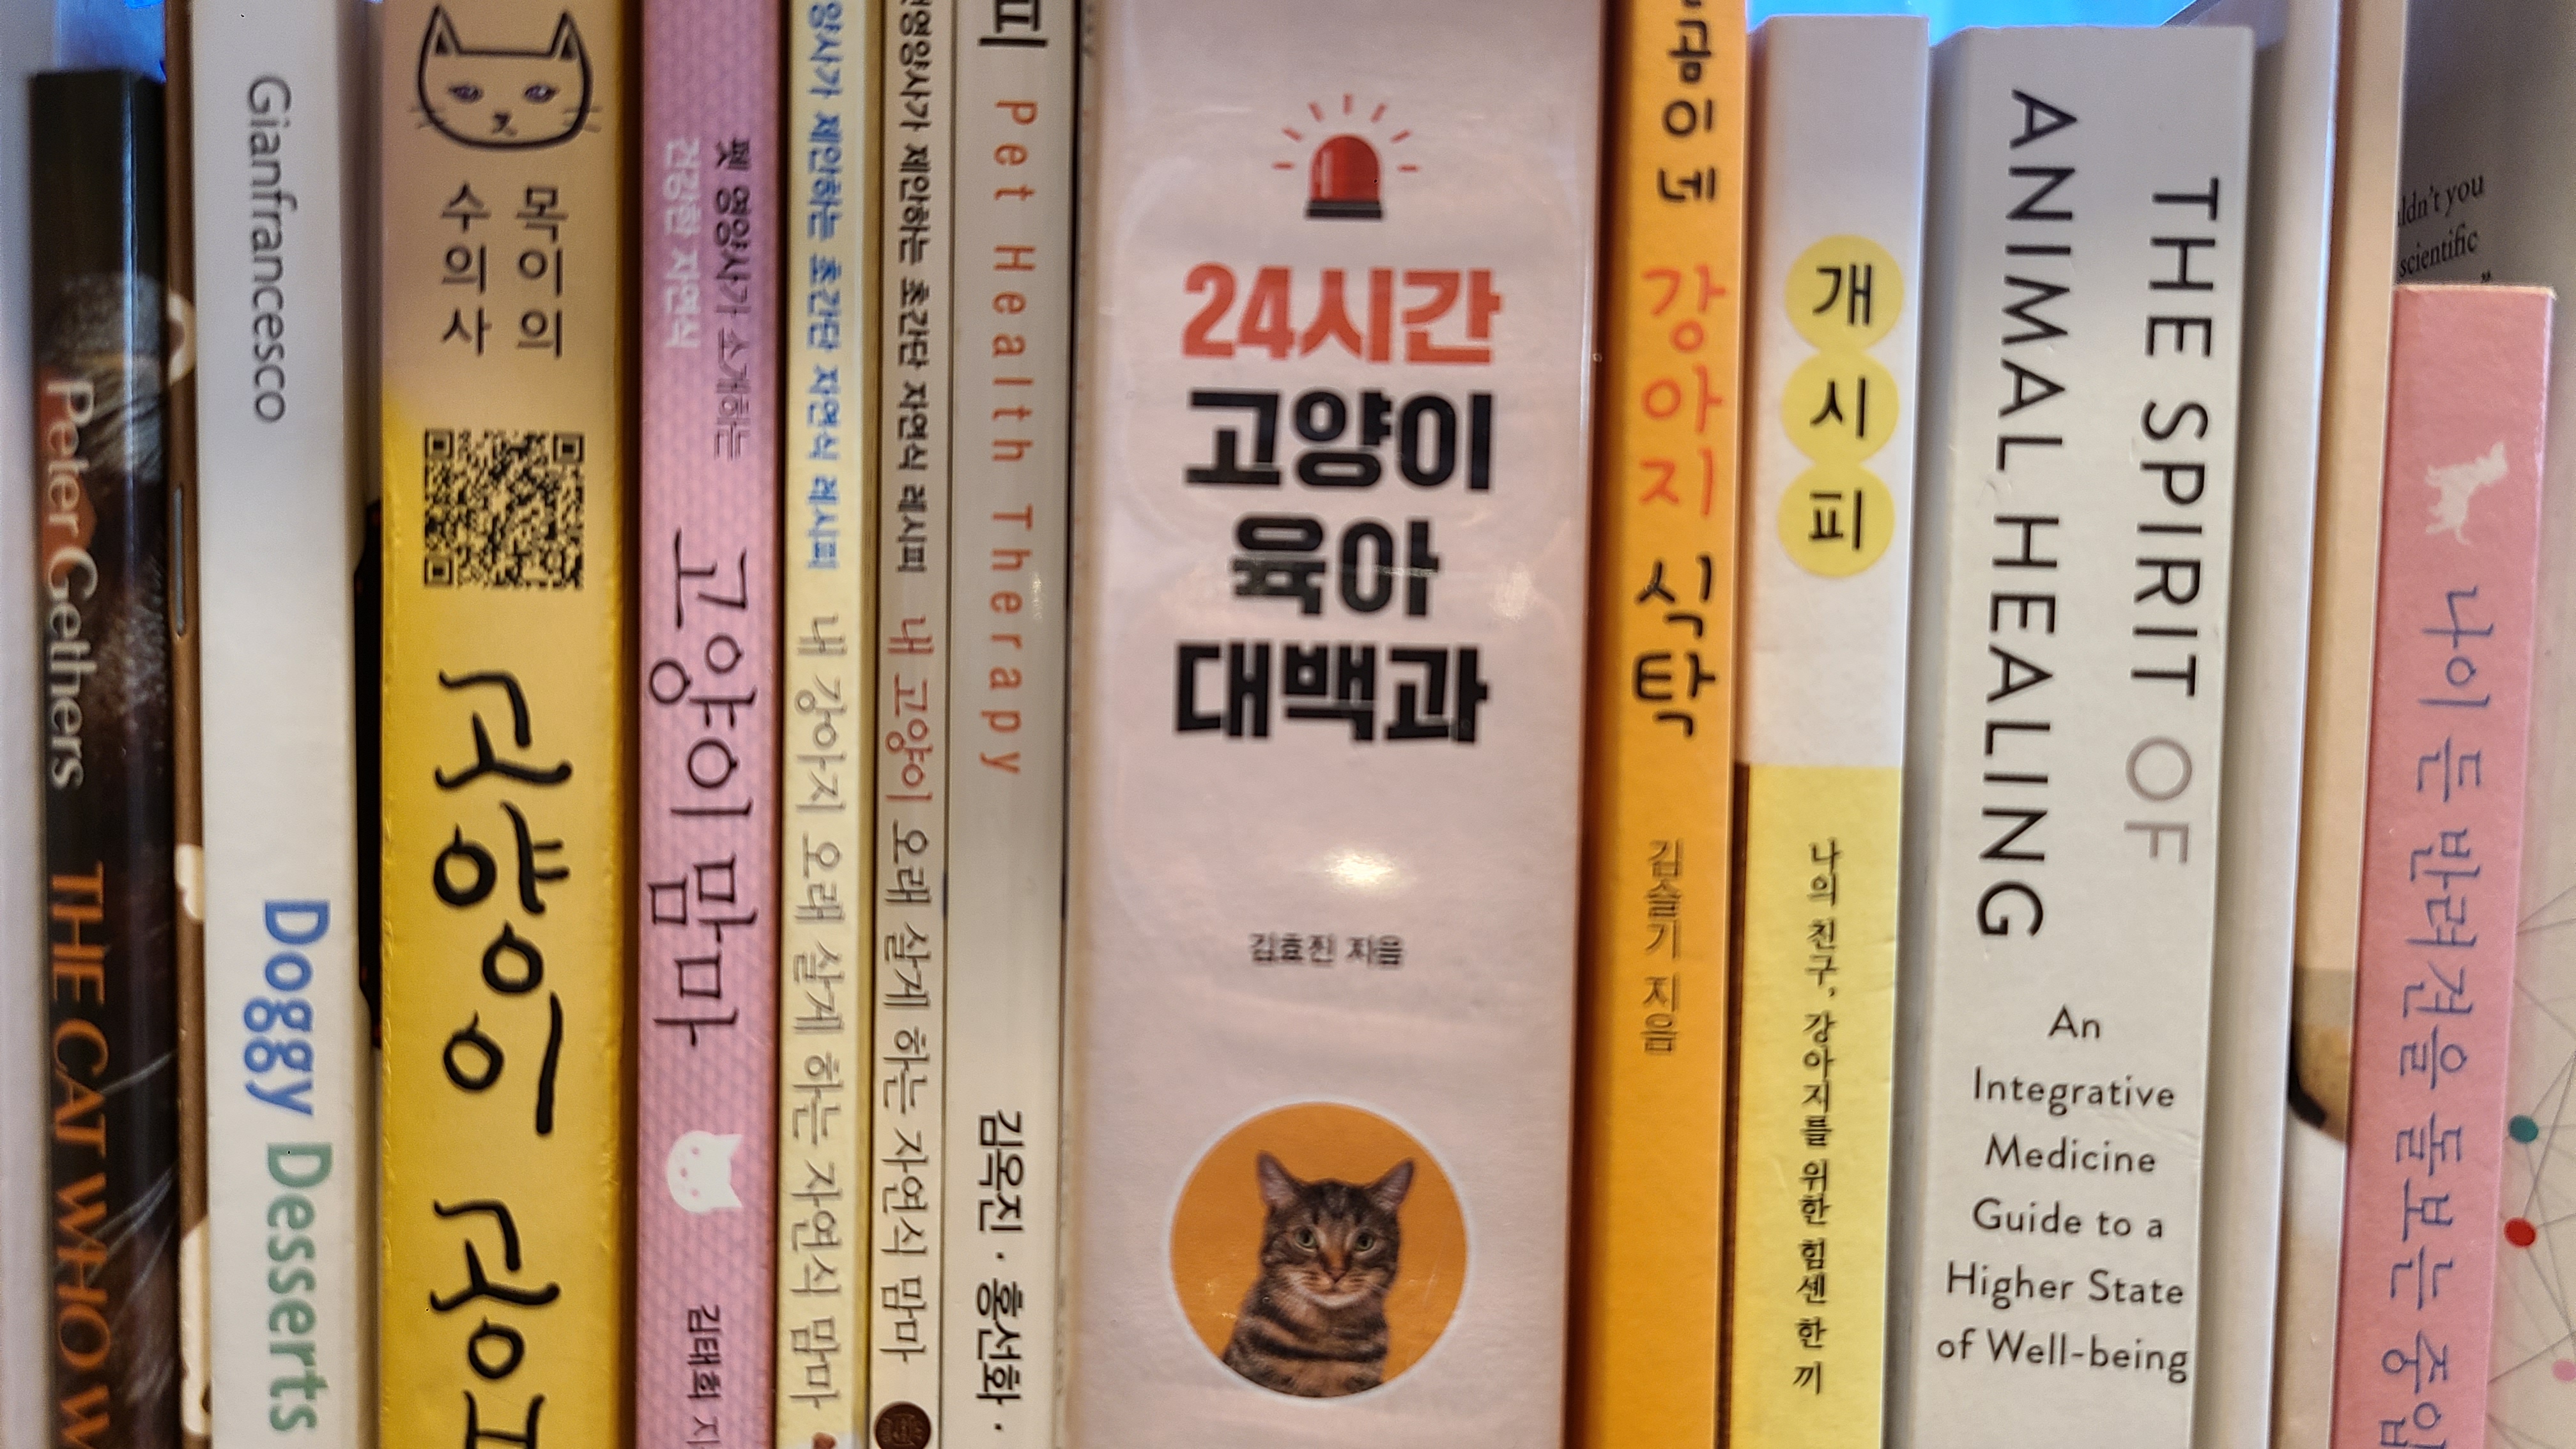 Peter Gethers THE CAT WHO W
Gianfrancesco Doggy Desserts
마이의
수의사
고양이
펫 영양사가 소개하는
건강한 자연식
고양이 맘마
김태희 지
양사가 제안하는 초간단 자연식 레시피 내 강아지 오래 살게 하는 자연식 맘마
영양사가 제안하는 초간단 자연식 레시피 내 고양이 오래 살게 하는 자연식 맘마
피 Pet Health Therapy 김옥진 · 홍선화 ·
24시간
고양이
육아
대백과
김효진 지음
곰이네 강아지 식탁 김슬기 지음
개시피
나의 친구, 강아지를 위한 힘센 한 끼
THE SPIRIT OF
ANIMAL HEALING
An
Integrative
Medicine
Guide to a
Higher State
of Well-being
ldn't you
scientific
나이 든 반려견을 돌보는 중입